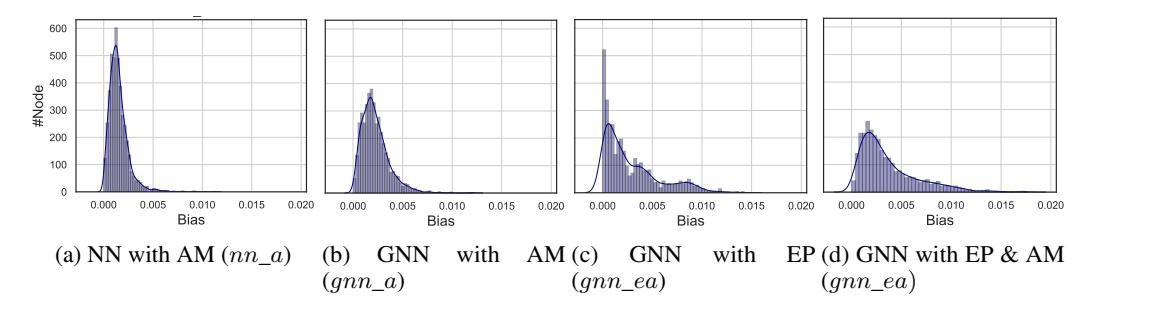 600
500
400
300
200
100
0
#Node
0.000 0.005 0.010 0.015 0.020
Bias
0.000 0.005 0.010 0.015 0.020
Bias
0.000 0.005 0.010 0.015 0.020
Bias
0.000 0.005 0.010 0.015 0.020
Bias
(a) NN with AM (nn_a)
(b) GNN with AM
(gnn_a)
(c) GNN with EP
(gnn_ea)
(d) GNN with EP & AM
(gnn_ea)